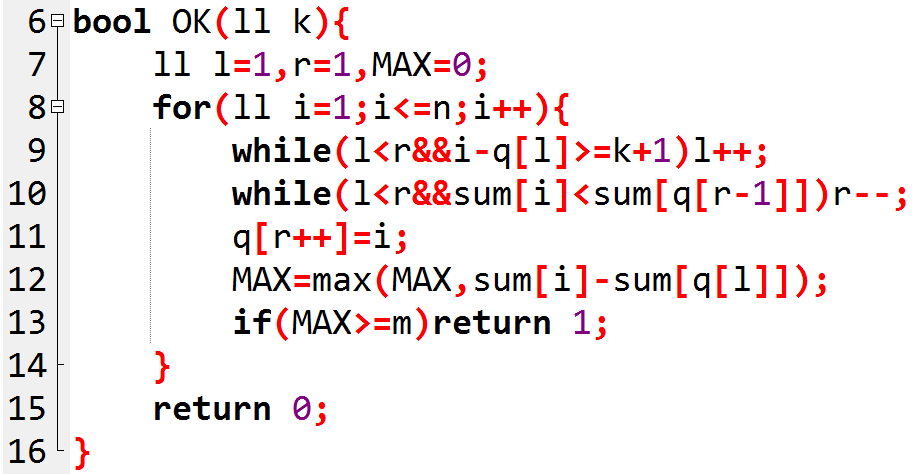 6 bool OK(ll k){
7 ll l=1,r=1,MAX=0;
8 for(ll i=1;i<=n;i++){
9 while(l<r&&i-q[l]>=k+1)l++;
10 while(l<r&&sum[i]<sum[q[r-1]])r--;
11 q[r++]=i;
12 MAX=max(MAX,sum[i]-sum[q[l]]);
13 if(MAX>=m)return 1;
14 }
15 return 0;
16 }